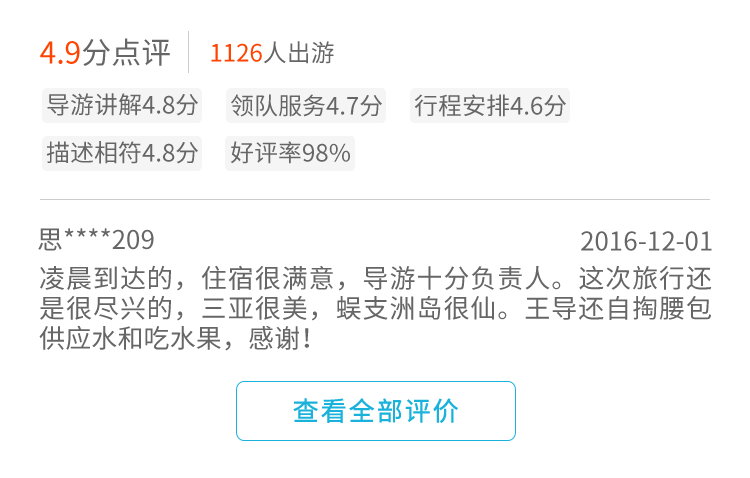 4.9分点评 1126人出游
导游讲解4.8分 领队服务4.7分 行程安排4.6分
描述相符4.8分 好评率98%
思****209 2016-12-01
凌晨到达的，住宿很满意，导游十分负责人。这次旅行还
是很尽兴的，三亚很美，蜈支洲岛很仙。王导还自掏腰包
供应水和吃水果，感谢！
查看全部评价